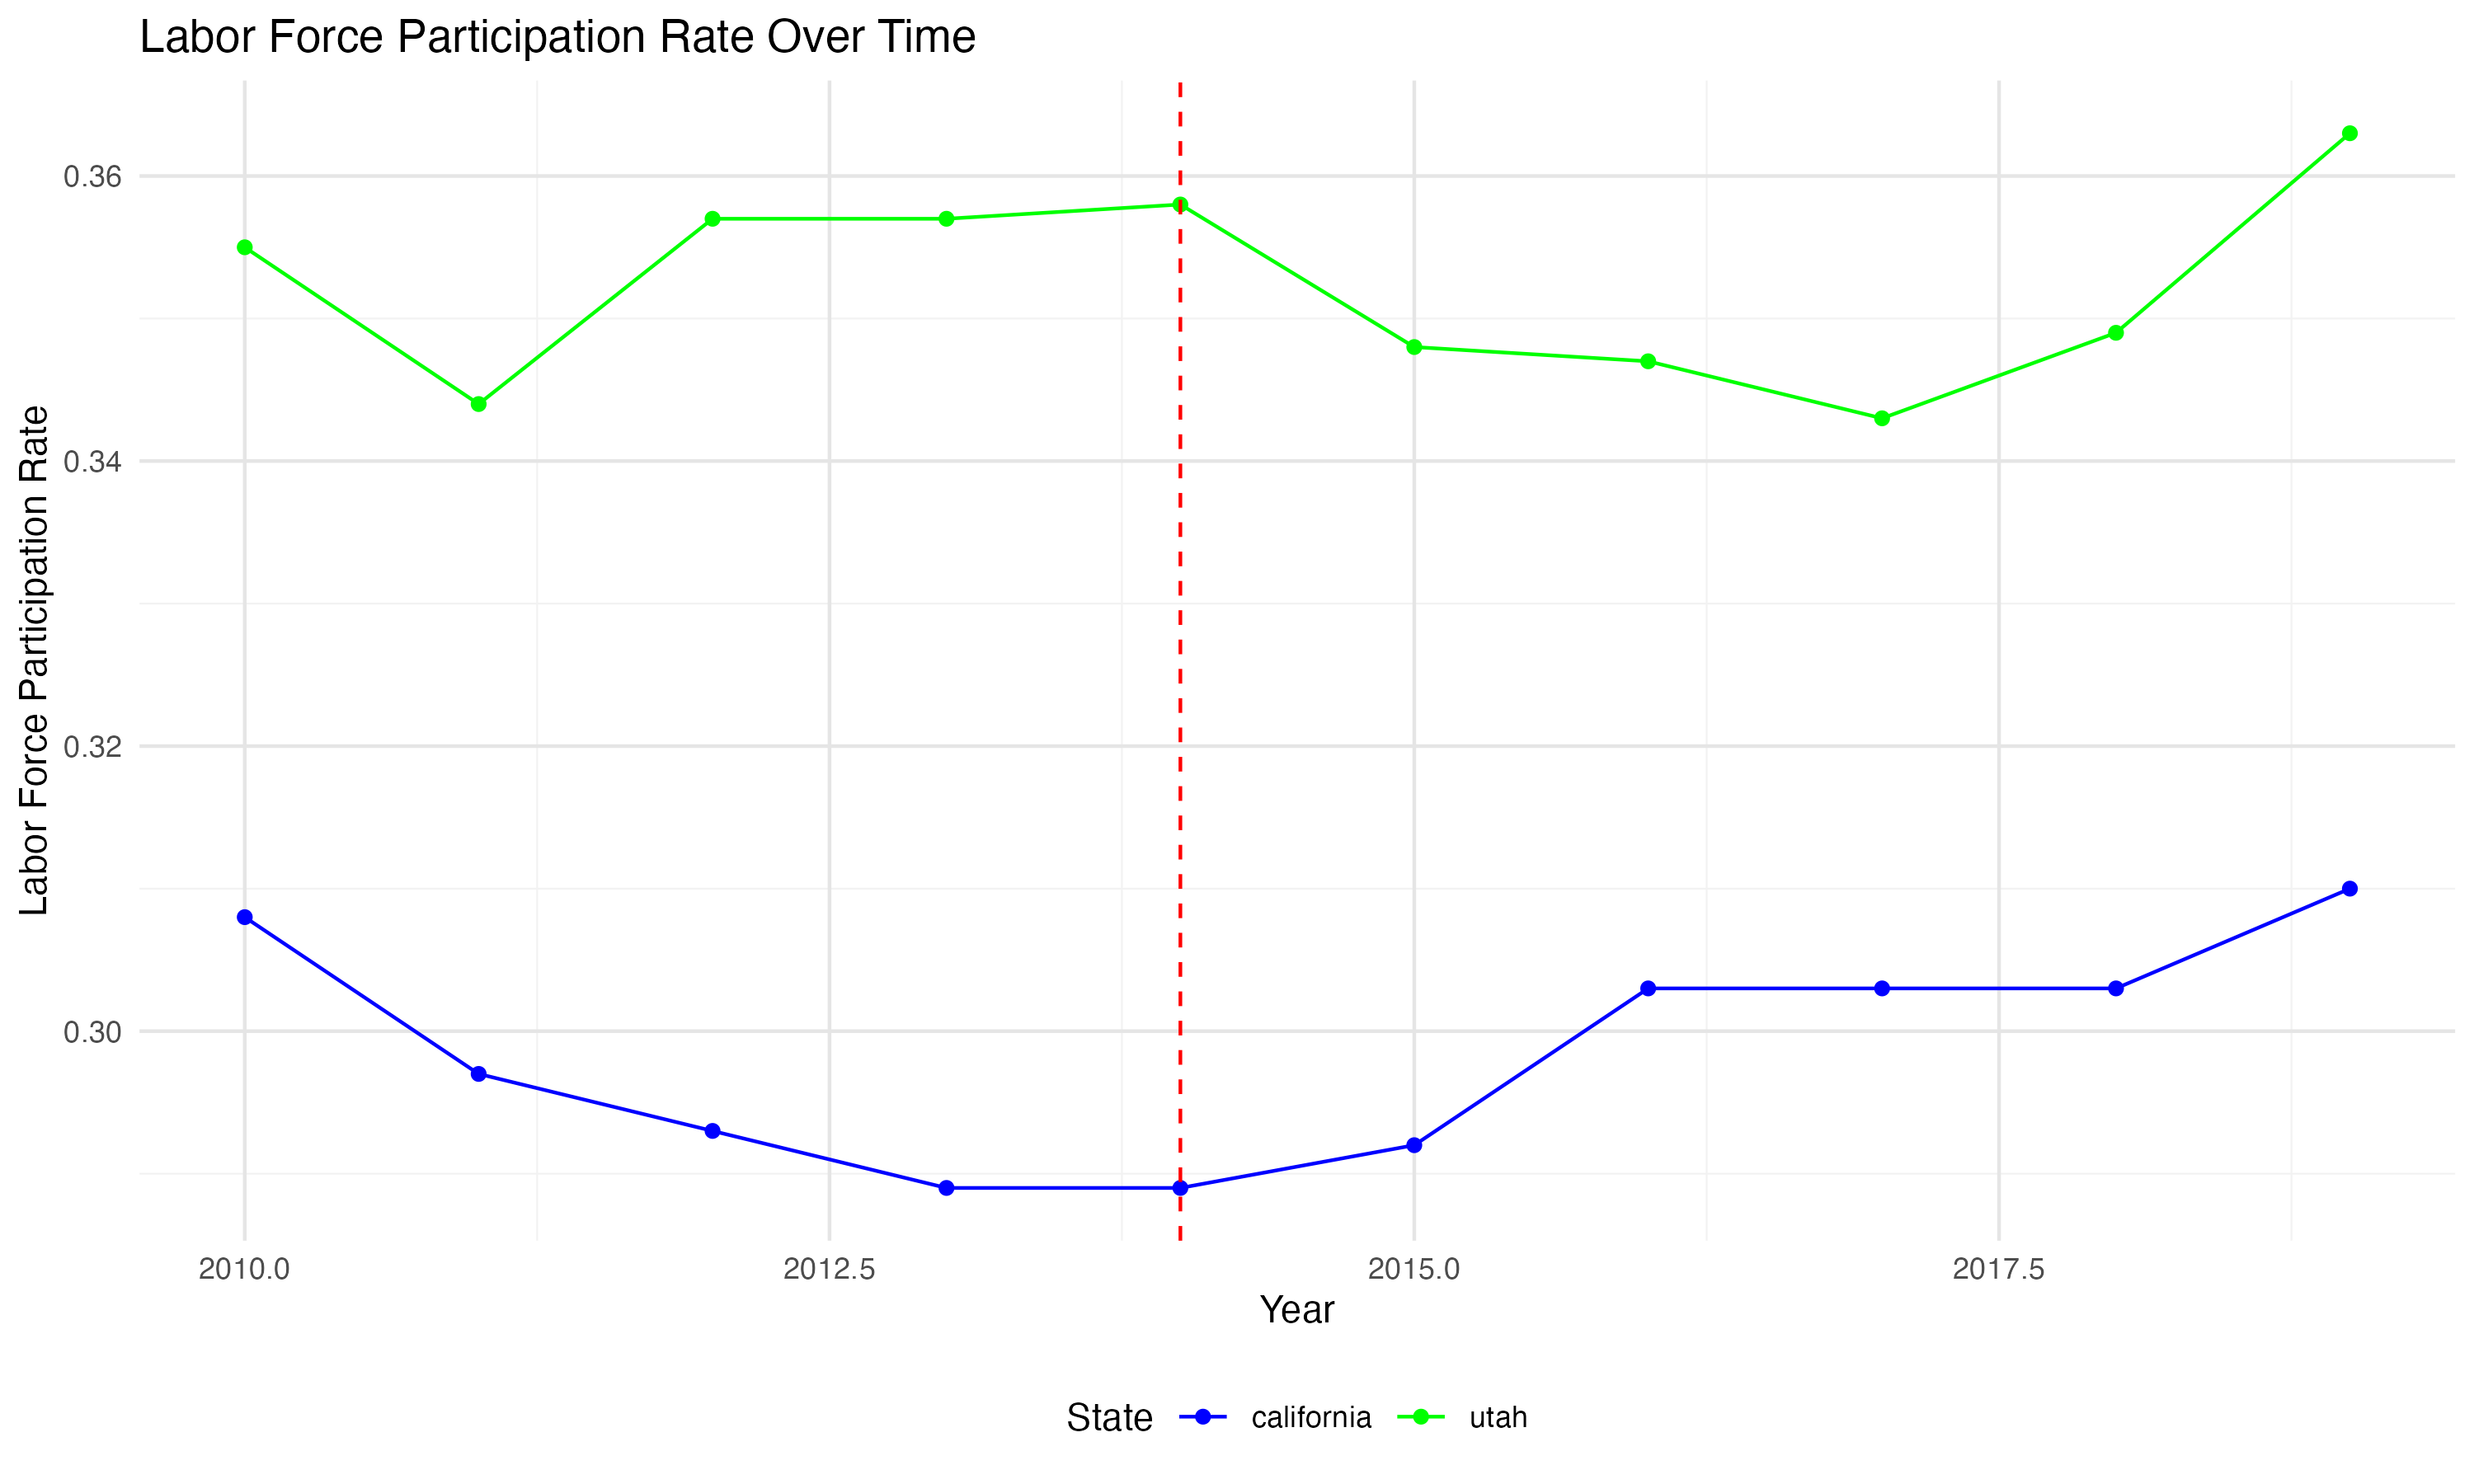 Labor Force Participation Rate Over Time
Labor Force Participation Rate
0.36
0.34
0.32
0.30
2010.0 2012.5 2015.0 2017.5
Year
State california utah